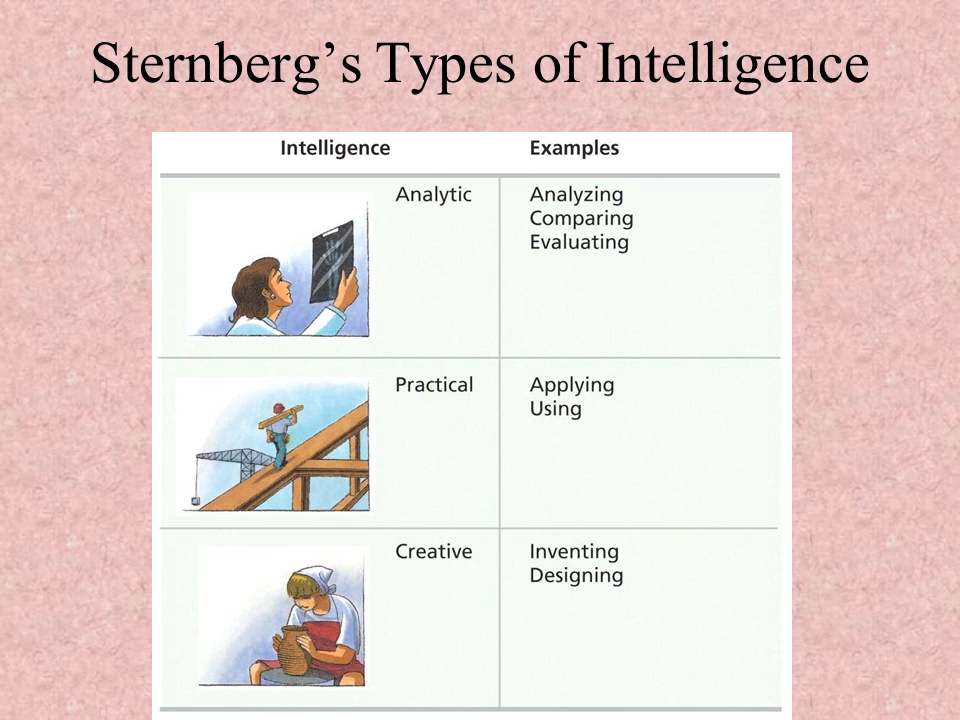 Sternberg’s Types of Intelligence
Intelligence Examples
Analytic Analyzing
Comparing
Evaluating
Practical Applying
Using
Creative Inventing
Designing